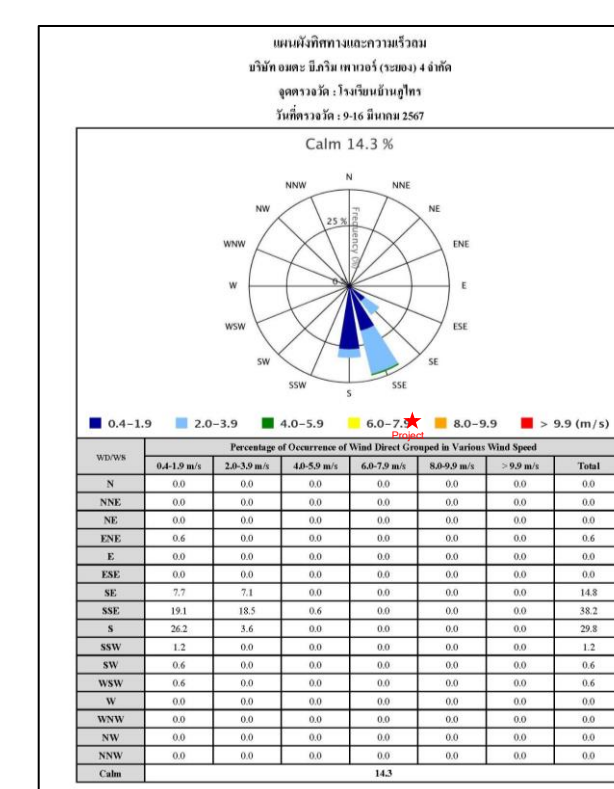 แผนผังทิศทางและความเร็วลม
บริษัท อมตะ บี.กริม เพาเวอร์ (ระยอง) 4 จำกัด
จุดตรวจวัด : โรงเรียนบ้านภูไทร
วันที่ตรวจวัด : 9-16 มีนาคม 2567
Calm 14.3 %
N
NNW NNE
NW NE
25 %
Frequency (%)
WNW ENE
0 %
W E
WSW ESE
SW SE
SSW SSE
S
0.4-1.9 2.0-3.9 4.0-5.9 6.0-7.9 8.0-9.9 > 9.9 (m/s)
Project
WD/WS Percentage of Occurrence of Wind Direct Grouped in Various Wind Speed
0.4-1.9 m/s 2.0-3.9 m/s 4.0-5.9 m/s 6.0-7.9 m/s 8.0-9.9 m/s > 9.9 m/s Total
N 0.0 0.0 0.0 0.0 0.0 0.0 0.0
NNE 0.0 0.0 0.0 0.0 0.0 0.0 0.0
NE 0.0 0.0 0.0 0.0 0.0 0.0 0.0
ENE 0.6 0.0 0.0 0.0 0.0 0.0 0.6
E 0.0 0.0 0.0 0.0 0.0 0.0 0.0
ESE 0.0 0.0 0.0 0.0 0.0 0.0 0.0
SE 7.7 7.1 0.0 0.0 0.0 0.0 14.8
SSE 19.1 18.5 0.6 0.0 0.0 0.0 38.2
S 26.2 3.6 0.0 0.0 0.0 0.0 29.8
SSW 1.2 0.0 0.0 0.0 0.0 0.0 1.2
SW 0.6 0.0 0.0 0.0 0.0 0.0 0.6
WSW 0.6 0.0 0.0 0.0 0.0 0.0 0.6
W 0.0 0.0 0.0 0.0 0.0 0.0 0.0
WNW 0.0 0.0 0.0 0.0 0.0 0.0 0.0
NW 0.0 0.0 0.0 0.0 0.0 0.0 0.0
NNW 0.0 0.0 0.0 0.0 0.0 0.0 0.0
Calm 14.3